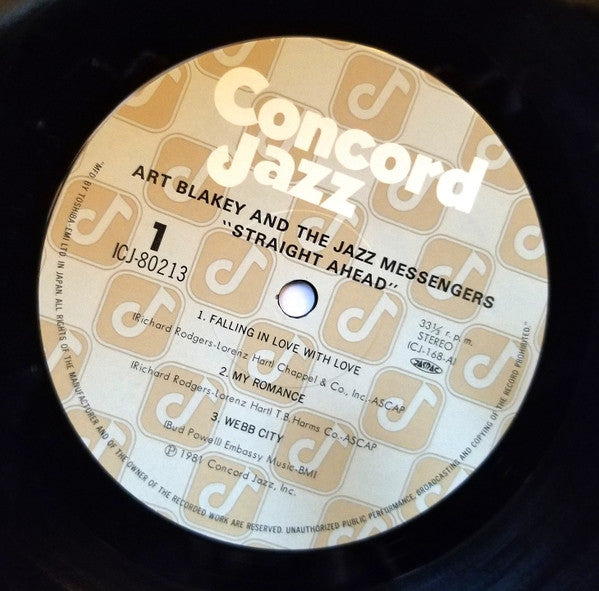 Concord
Jazz
ART BLAKEY AND THE JAZZ MESSENGERS
"STRAIGHT AHEAD"
1
ICJ-80213
33⅓ r. p. m.
STEREO
(ICJ-168-A)
1. FALLING IN LOVE WITH LOVE
(Richard Rodgers-Lorenz Hart) Chappel & Co., Inc.-ASCAP
2. MY ROMANCE
(Richard Rodgers-Lorenz Hart) T.B. Harms Co.-ASCAP
3. WEBB CITY
(Bud Powell) Embassy Music-BMI
Ⓟ 1981 Concord Jazz, Inc.
"MFD. BY TOSHIBA EMI LTD. IN JAPAN ALL RIGHTS OF THE MANUFACTURER AND OF THE OWNER OF THE RECORDED WORK ARE RESERVED. UNAUTHORIZED PUBLIC PERFORMANCE, BROADCASTING AND COPYING OF THE RECORD PROHIBITED."